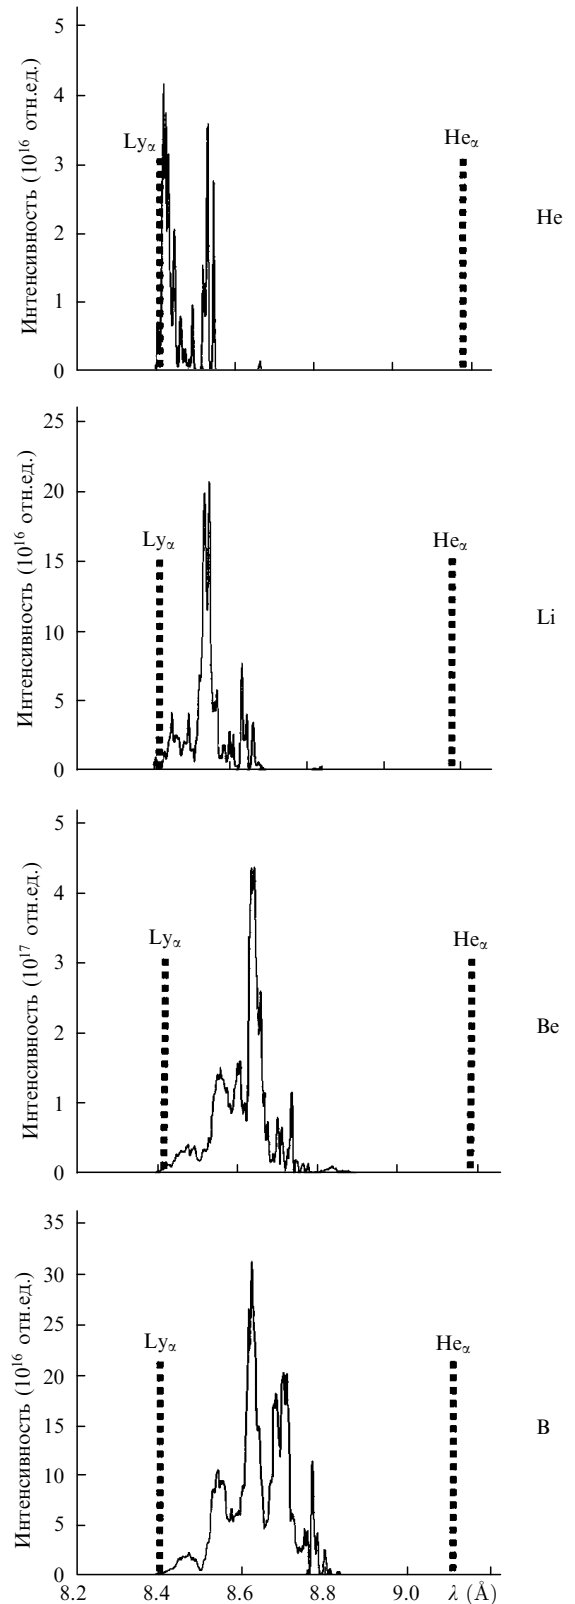 Интенсивность (10¹⁶ отн.ед.)
5
4
3
2
1
0
Lyα
Heα
He
Интенсивность (10¹⁶ отн.ед.)
25
20
15
10
5
0
Lyα
Heα
Li
Интенсивность (10¹⁷ отн.ед.)
5
4
3
2
1
0
Lyα
Heα
Be
Интенсивность (10¹⁶ отн.ед.)
35
30
25
20
15
10
5
0
Lyα
Heα
B
8.2 8.4 8.6 8.8 9.0 λ (Å)